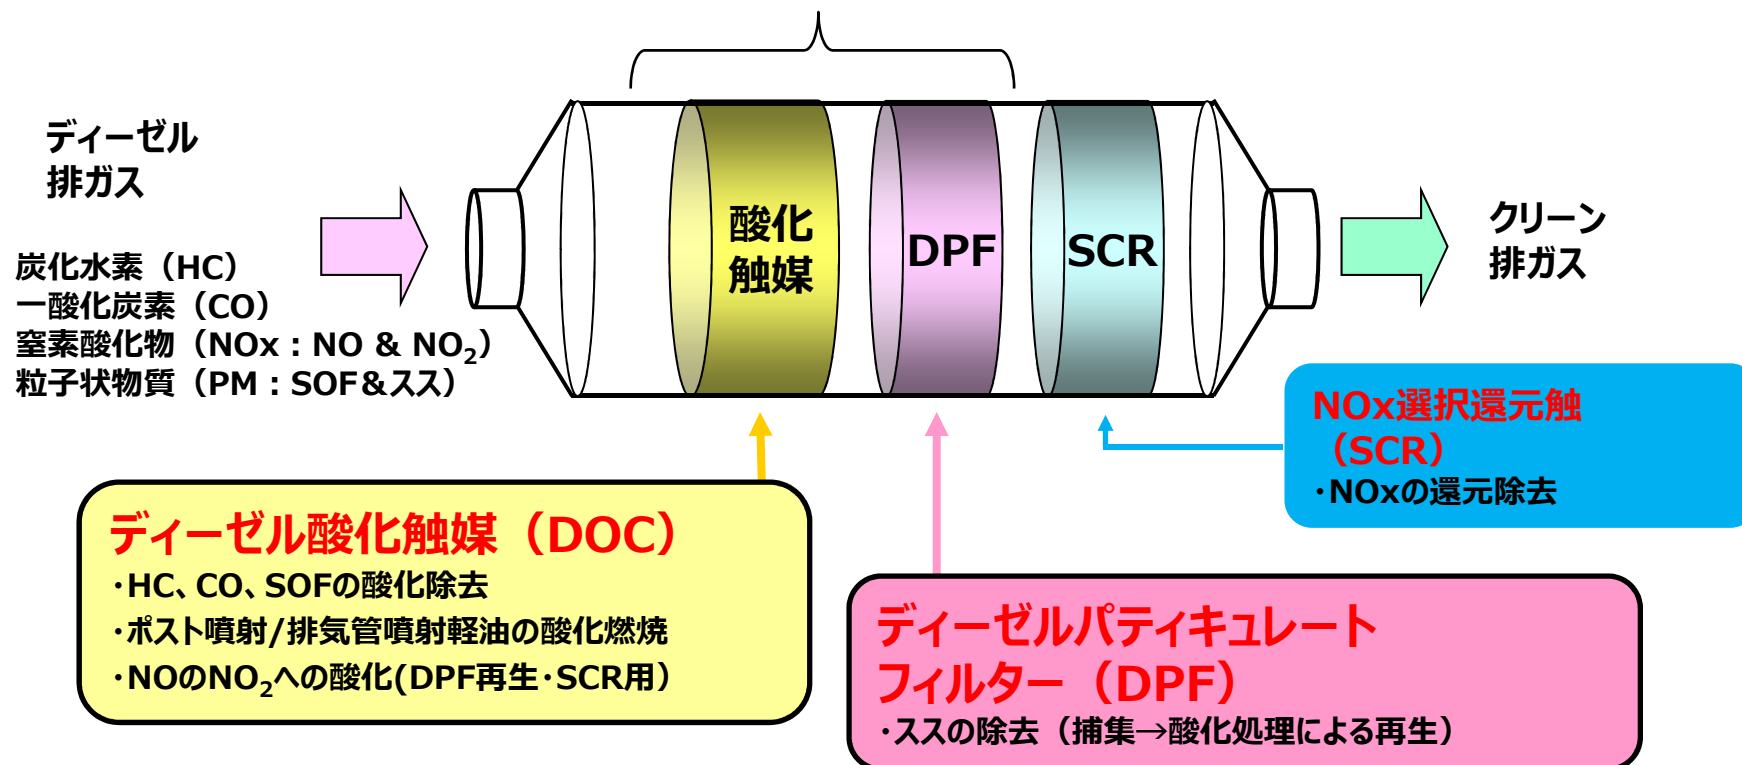 ディーゼル
排ガス
炭化水素（HC）
一酸化炭素（CO）
窒素酸化物（NOx：NO & NO2）
粒子状物質（PM：SOF&スス）
酸化
触媒
DPF
SCR
クリーン
排ガス
NOx選択還元触
（SCR）
・NOxの還元除去
ディーゼル酸化触媒（DOC）
・HC、CO、SOFの酸化除去
・ポスト噴射/排気管噴射軽油の酸化燃焼
・NOのNO2への酸化(DPF再生・SCR用）
ディーゼルパティキュレート
フィルター（DPF）
・ススの除去（捕集→酸化処理による再生）